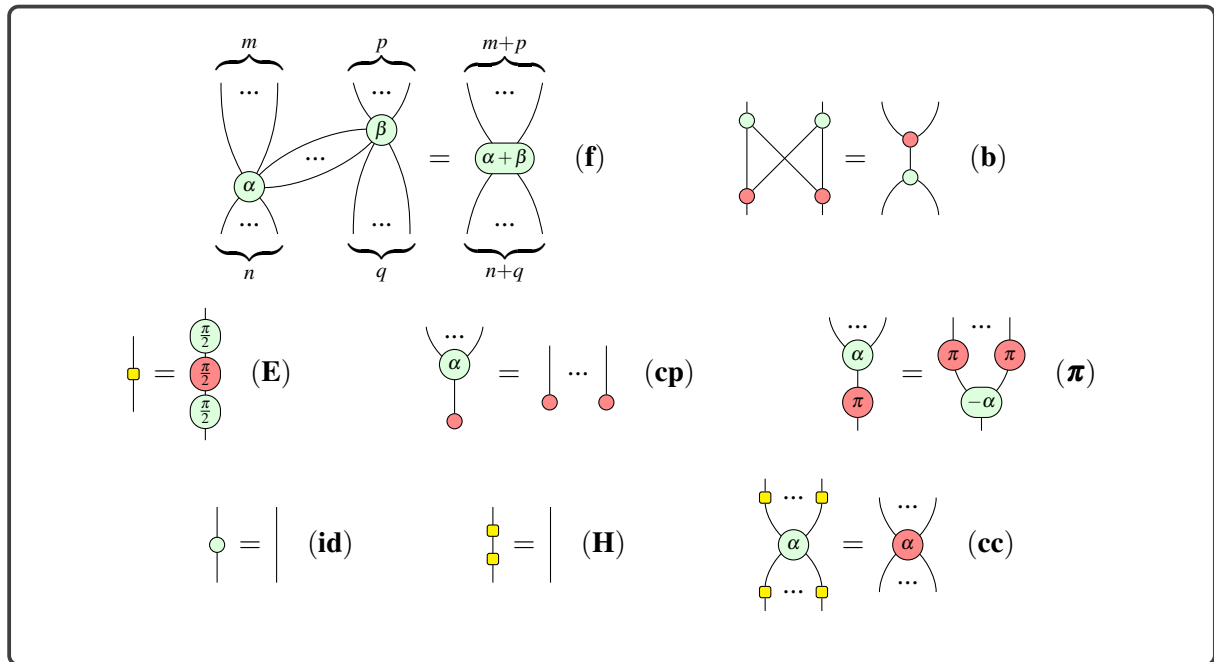 m p m+p
... ... ...
β
... = α + β (f) = (b)
α
... ... ...
n q n+q
π/2 ... ... ...
= π/2 (E) α = ... (cp) α = π π (π)
π/2 π −α
... ... ...
= (id) = (H) α = α (cc)
... ...